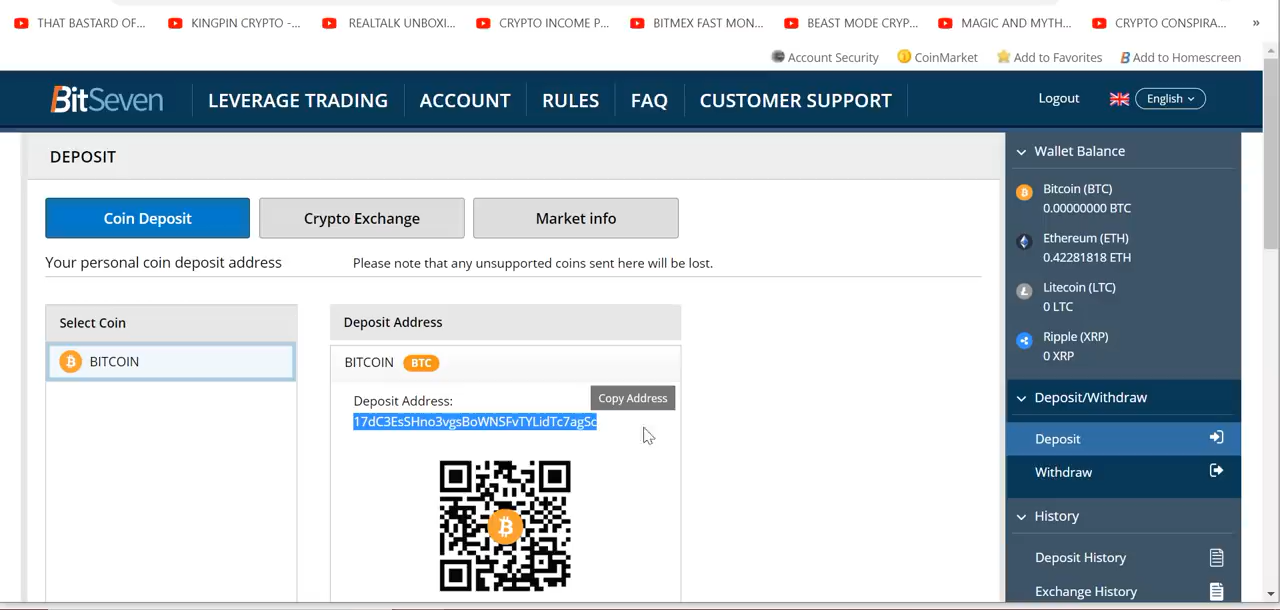 THAT BASTARD OF... KINGPIN CRYPTO -... REALTALK UNBOXI... CRYPTO INCOME P... BITMEX FAST MON... BEAST MODE CRYP... MAGIC AND MYTH... CRYPTO CONSPIRA... »
Account Security CoinMarket Add to Favorites Add to Homescreen
BitSeven LEVERAGE TRADING ACCOUNT RULES FAQ CUSTOMER SUPPORT Logout English
DEPOSIT
Coin Deposit Crypto Exchange Market info
Your personal coin deposit address Please note that any unsupported coins sent here will be lost.
Select Coin
BITCOIN
Deposit Address
BITCOIN BTC
Copy Address
Deposit Address:
17dC3EsSHno3vgsBoWNSFvTYLidTc7agSc
Wallet Balance
Bitcoin (BTC)
0.00000000 BTC
Ethereum (ETH)
0.42281818 ETH
Litecoin (LTC)
0 LTC
Ripple (XRP)
0 XRP
Deposit/Withdraw
Deposit
Withdraw
History
Deposit History
Exchange History